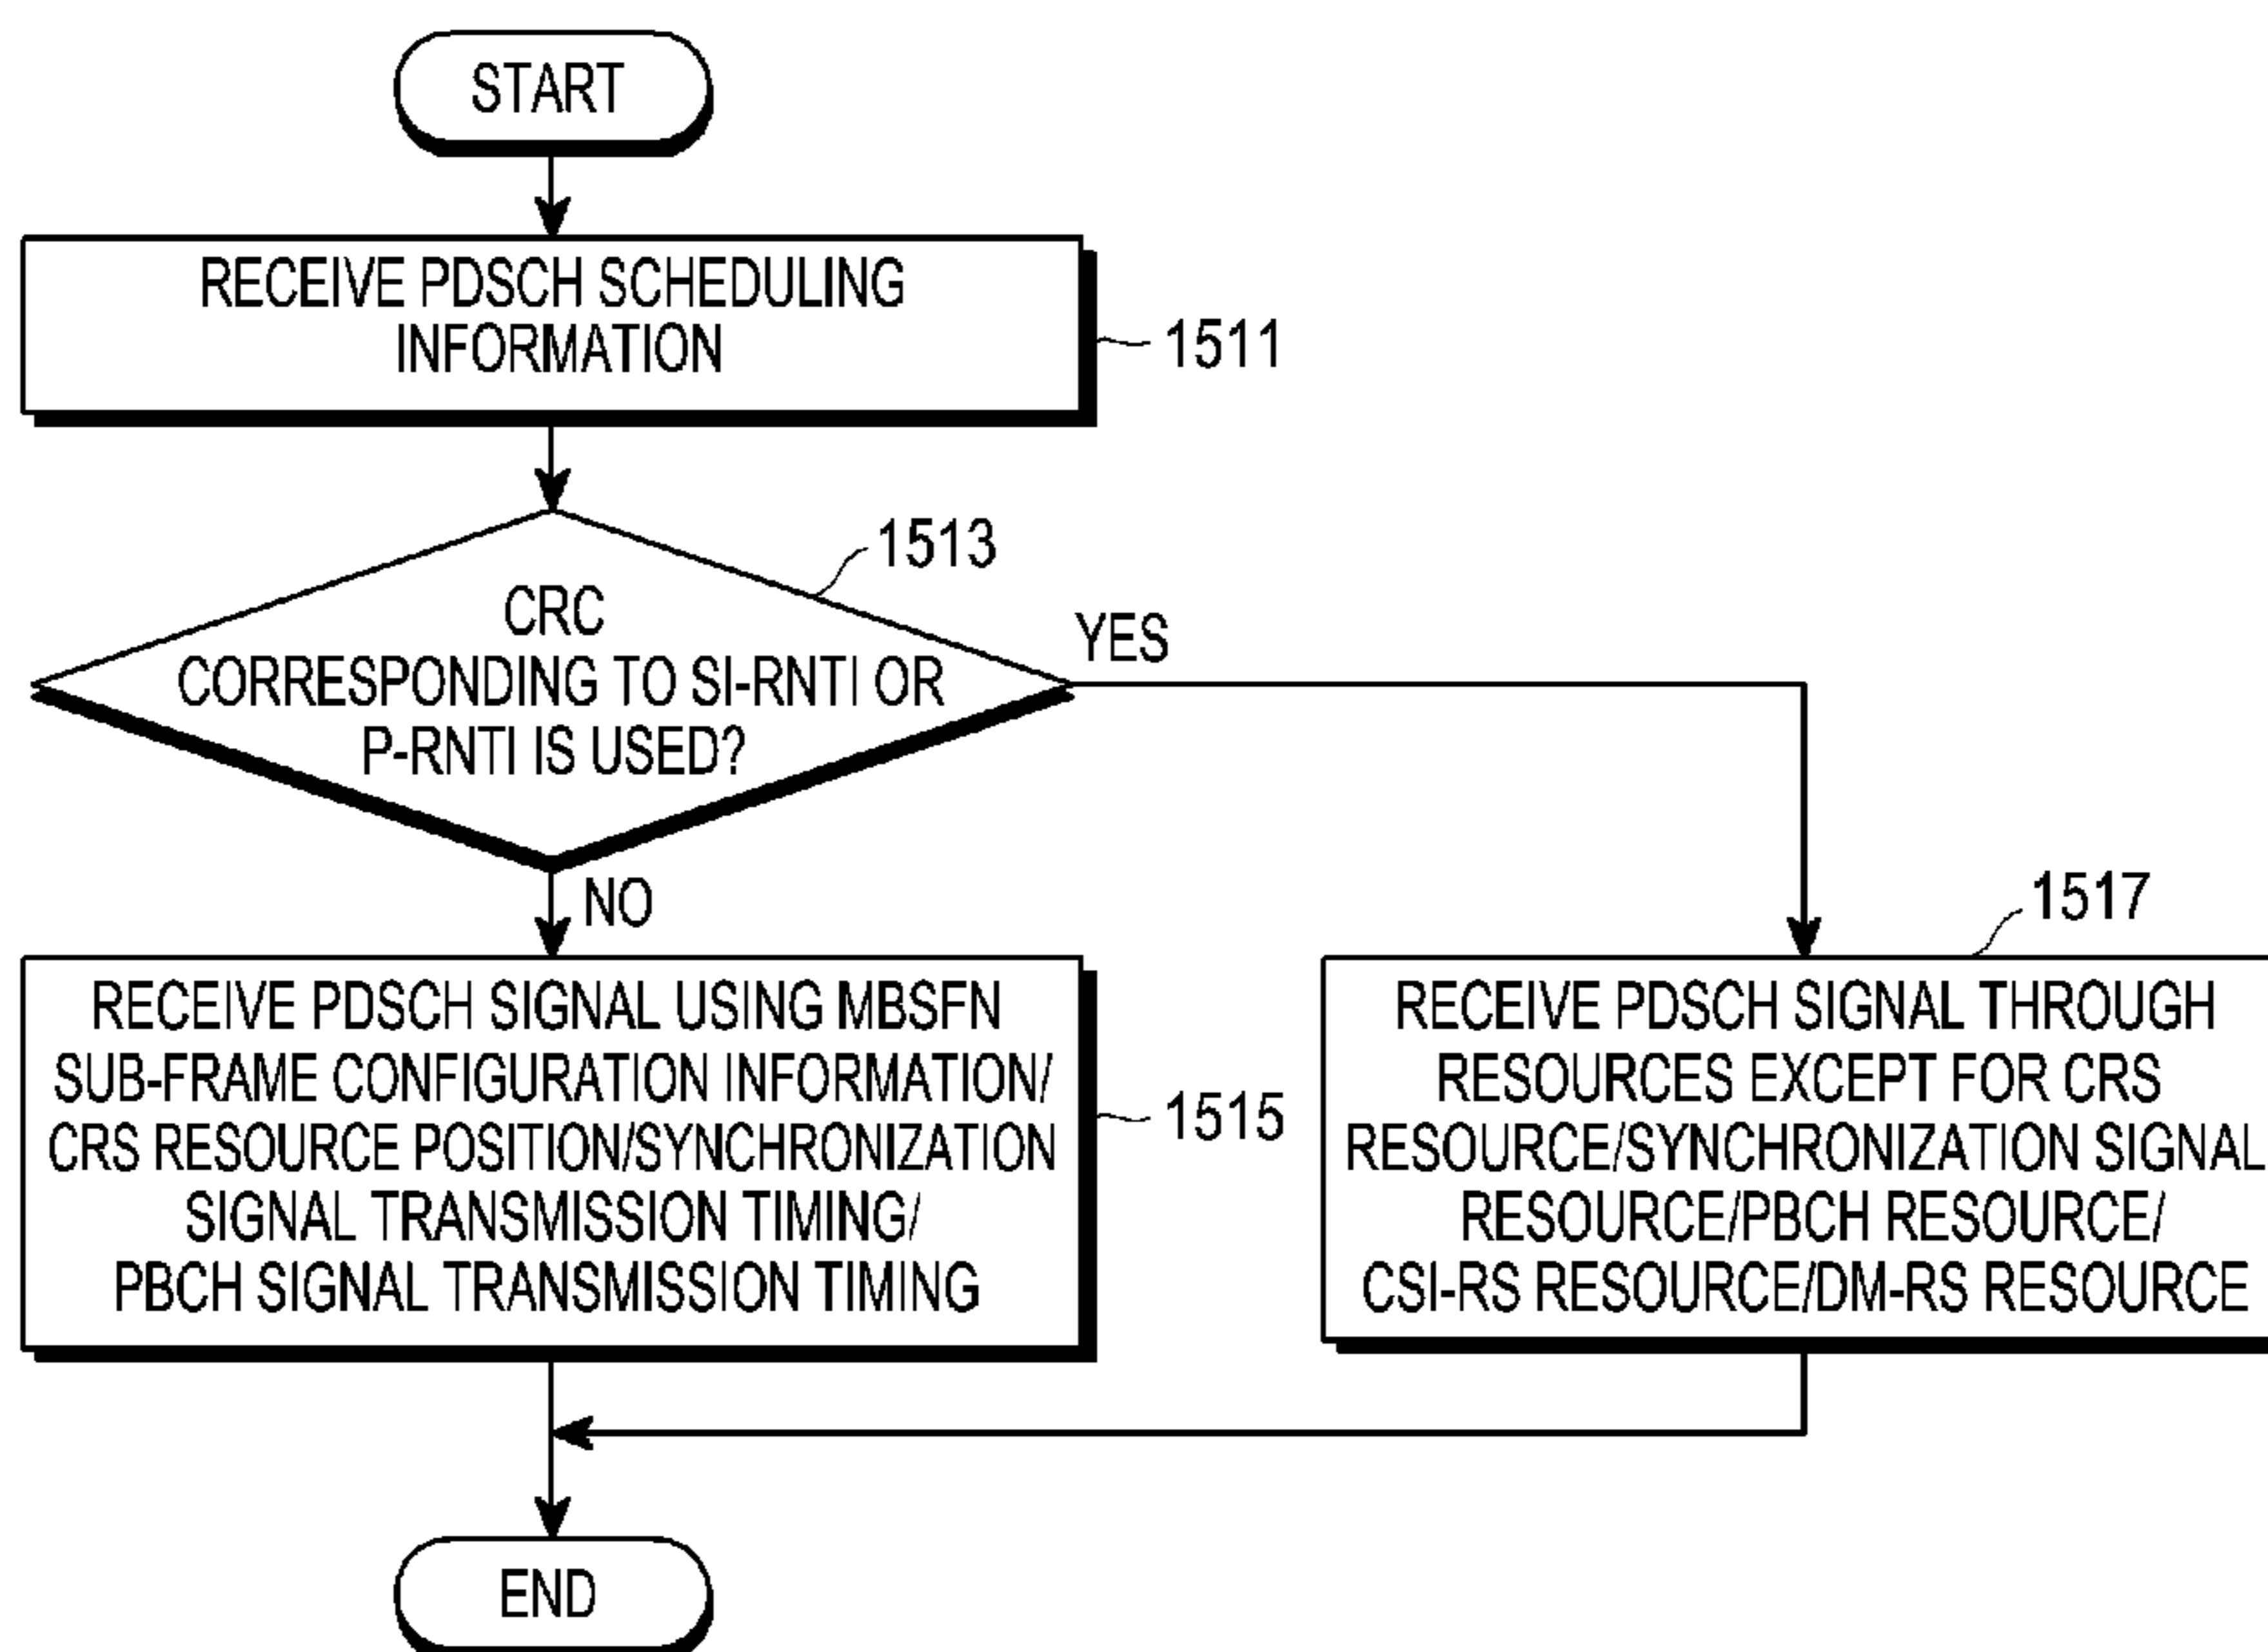 START
RECEIVE PDSCH SCHEDULING
INFORMATION
1511
1513
CRC
CORRESPONDING TO SI-RNTI OR
P-RNTI IS USED?
YES
NO
RECEIVE PDSCH SIGNAL USING MBSFN
SUB-FRAME CONFIGURATION INFORMATION/
CRS RESOURCE POSITION/SYNCHRONIZATION
SIGNAL TRANSMISSION TIMING/
PBCH SIGNAL TRANSMISSION TIMING
1515
1517
RECEIVE PDSCH SIGNAL THROUGH
RESOURCES EXCEPT FOR CRS
RESOURCE/SYNCHRONIZATION SIGNAL
RESOURCE/PBCH RESOURCE/
CSI-RS RESOURCE/DM-RS RESOURCE
END